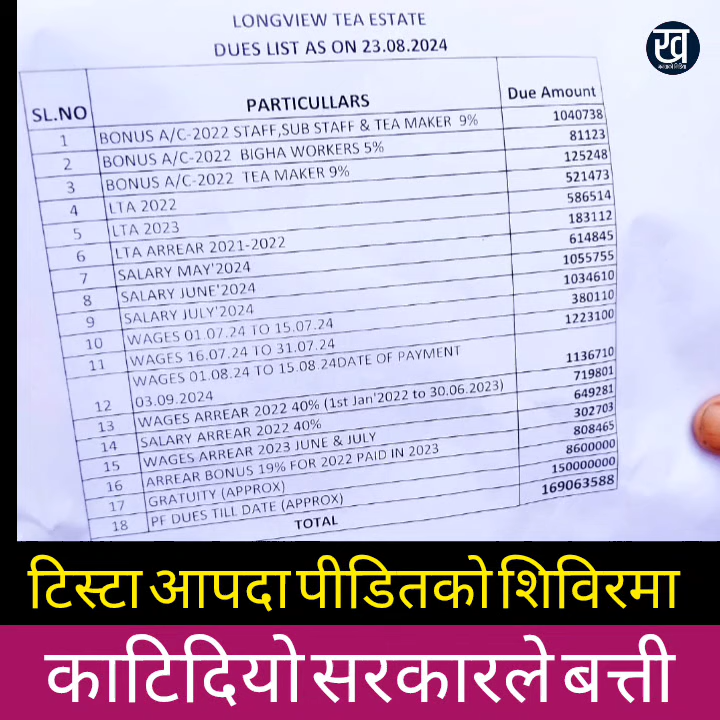 LONGVIEW TEA ESTATE
DUES LIST AS ON 23.08.2024
ख
SL.NO PARTICULLARS Due Amount
1 BONUS A/C-2022 STAFF,SUB STAFF & TEA MAKER 9% 1040738
2 BONUS A/C-2022 BIGHA WORKERS 5% 81123
3 BONUS A/C-2022 TEA MAKER 9% 125248
4 LTA 2022 521473
5 LTA 2023 586514
6 LTA ARREAR 2021-2022 183112
7 SALARY MAY'2024 614845
8 SALARY JUNE'2024 1055755
9 SALARY JULY'2024 1034610
10 WAGES 01.07.24 TO 15.07.24 380110
11 WAGES 16.07.24 TO 31.07.24 1223100
WAGES 01.08.24 TO 15.08.24DATE OF PAYMENT
12 03.09.2024 1136710
13 WAGES ARREAR 2022 40% (1st Jan'2022 to 30.06.2023) 719801
14 SALARY ARREAR 2022 40% 649281
15 WAGES ARREAR 2023 JUNE & JULY 302703
16 ARREAR BONUS 19% FOR 2022 PAID IN 2023 808465
17 GRATUITY (APPROX) 8600000
18 PF DUES TILL DATE (APPROX) 150000000
TOTAL 169063588
टिस्टा आपदा पीडितको शिविरमा
काटिदियो सरकारले बत्ती